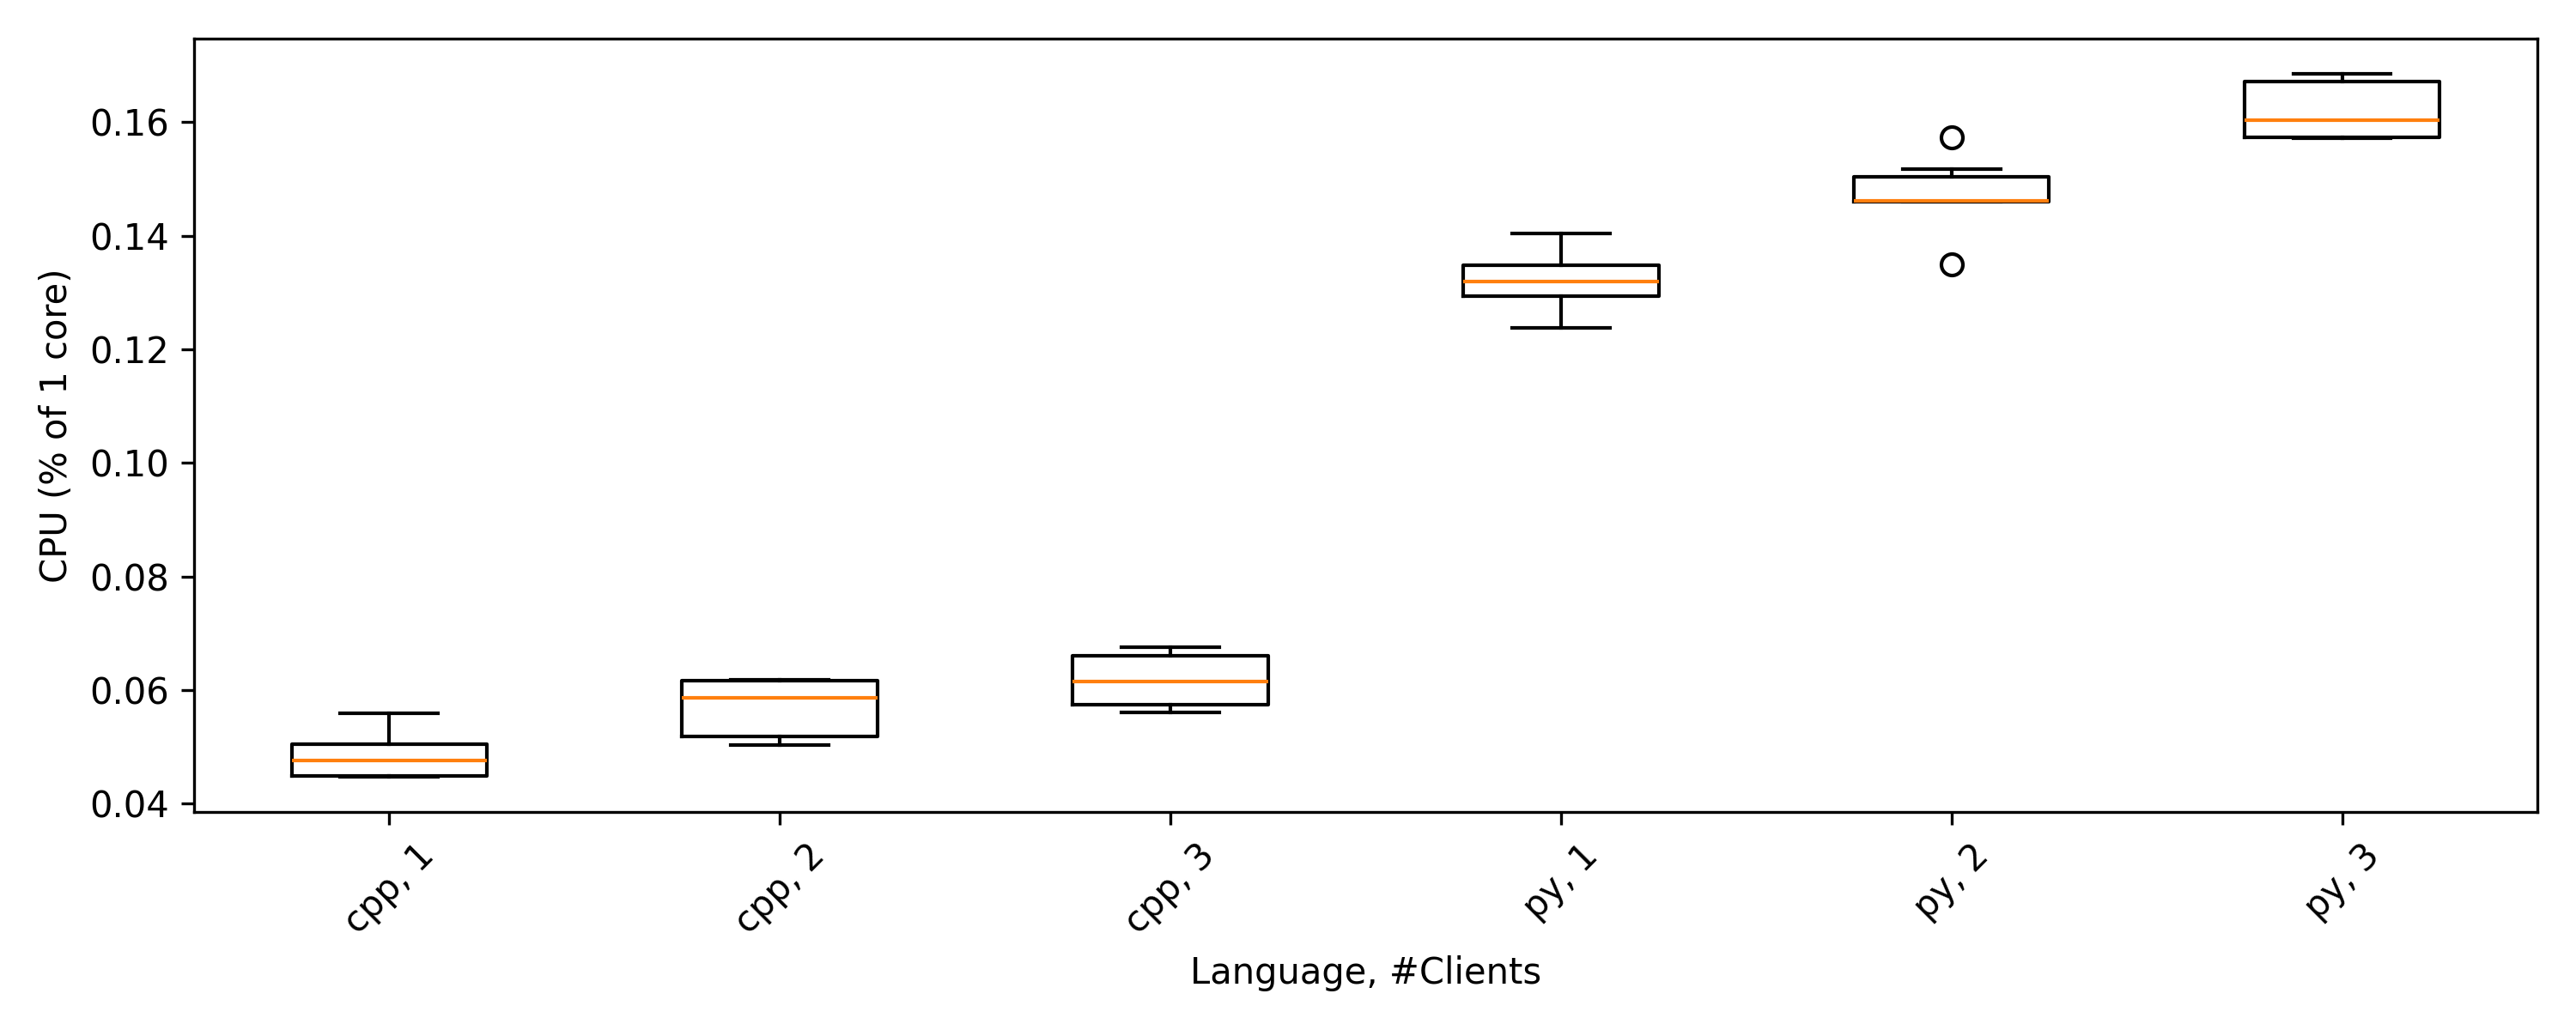 CPU (% of 1 core)
0.16
0.14
0.12
0.10
0.08
0.06
0.04
cpp, 1
cpp, 2
cpp, 3
py, 1
py, 2
py, 3
Language, #Clients